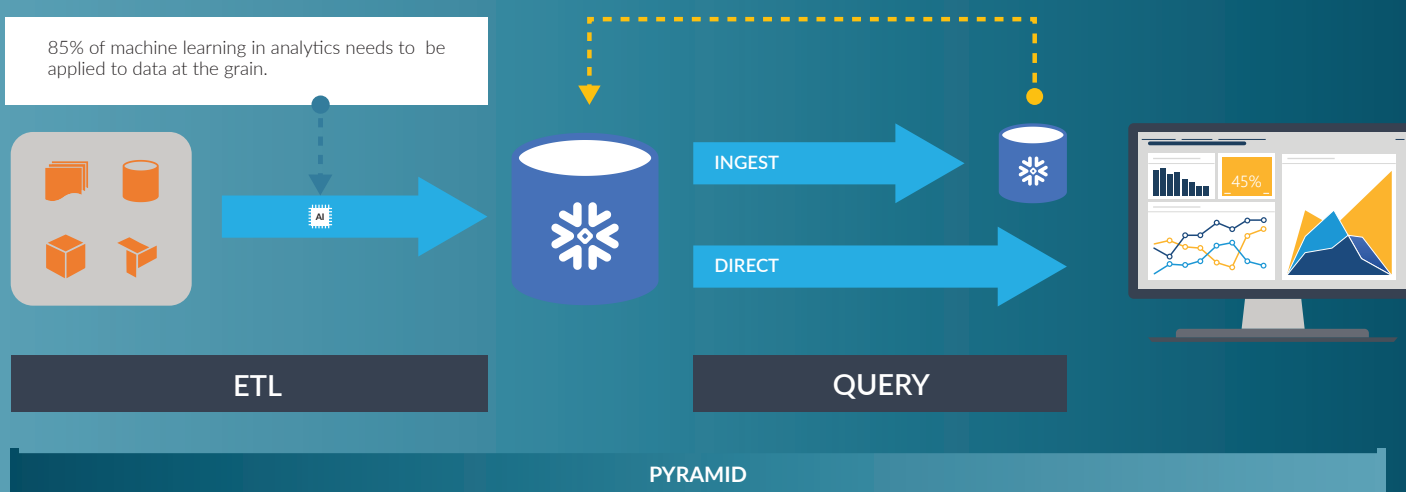 85% of machine learning in analytics needs to  be
applied to data at the grain.
AI
INGEST
DIRECT
45%
ETL
QUERY
PYRAMID